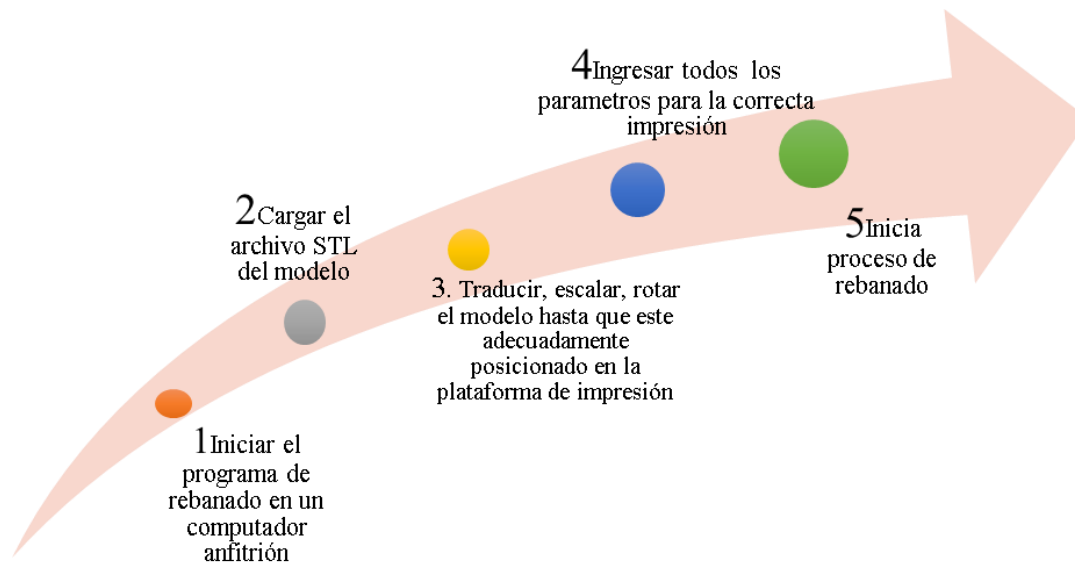 1Iniciar el
programa de
rebanado en un
computador
anfitrión
2Cargar el
archivo STL
del modelo
3. Traducir, escalar, rotar
el modelo hasta que este
adecuadamente
posicionado en la
plataforma de impresión
4Ingresar todos los
parametros para la correcta
impresión
5Inicia
proceso de
rebanado